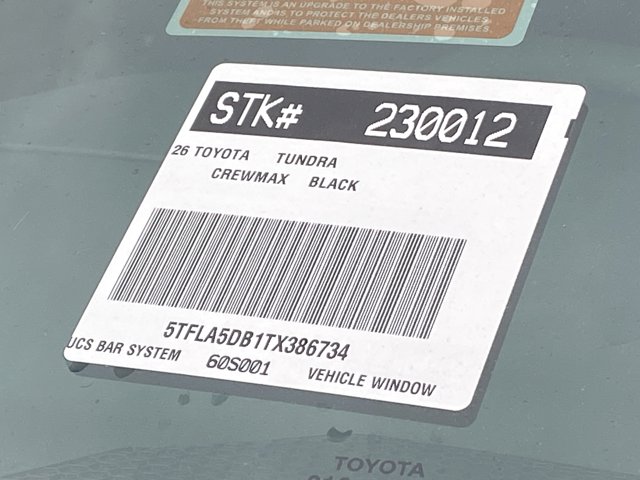 THIS SYSTEM IS AN UPGRADE TO THE FACTORY INSTALLED
SYSTEM AND IS TO PROTECT THE DEALERS VEHICLES
FROM THEFT WHILE PARKED ON DEALERSHIP PREMISES.
STK# 230012
26 TOYOTA TUNDRA
CREWMAX BLACK
5TFLA5DB1TX386734
UCS BAR SYSTEM 60S001 VEHICLE WINDOW
TOYOTA